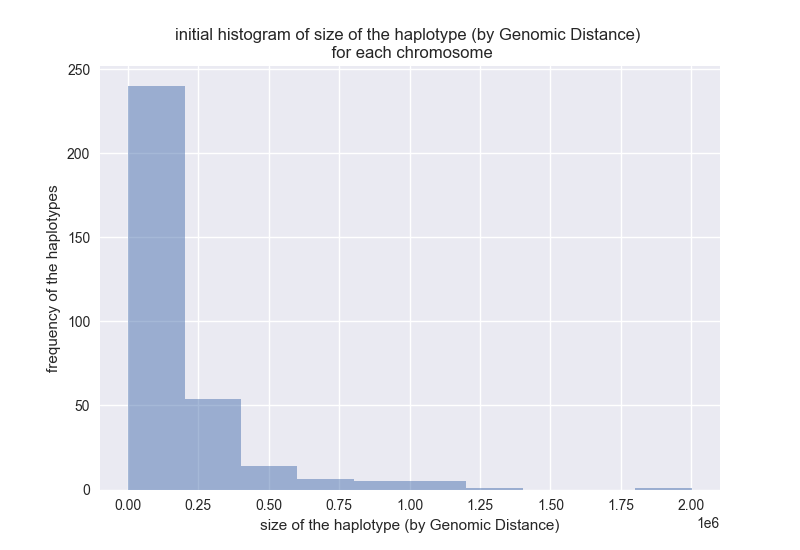 initial histogram of size of the haplotype (by Genomic Distance)
for each chromosome
250
200
150
100
50
0
frequency of the haplotypes
0.00 0.25 0.50 0.75 1.00 1.25 1.50 1.75 2.00
1e6
size of the haplotype (by Genomic Distance)